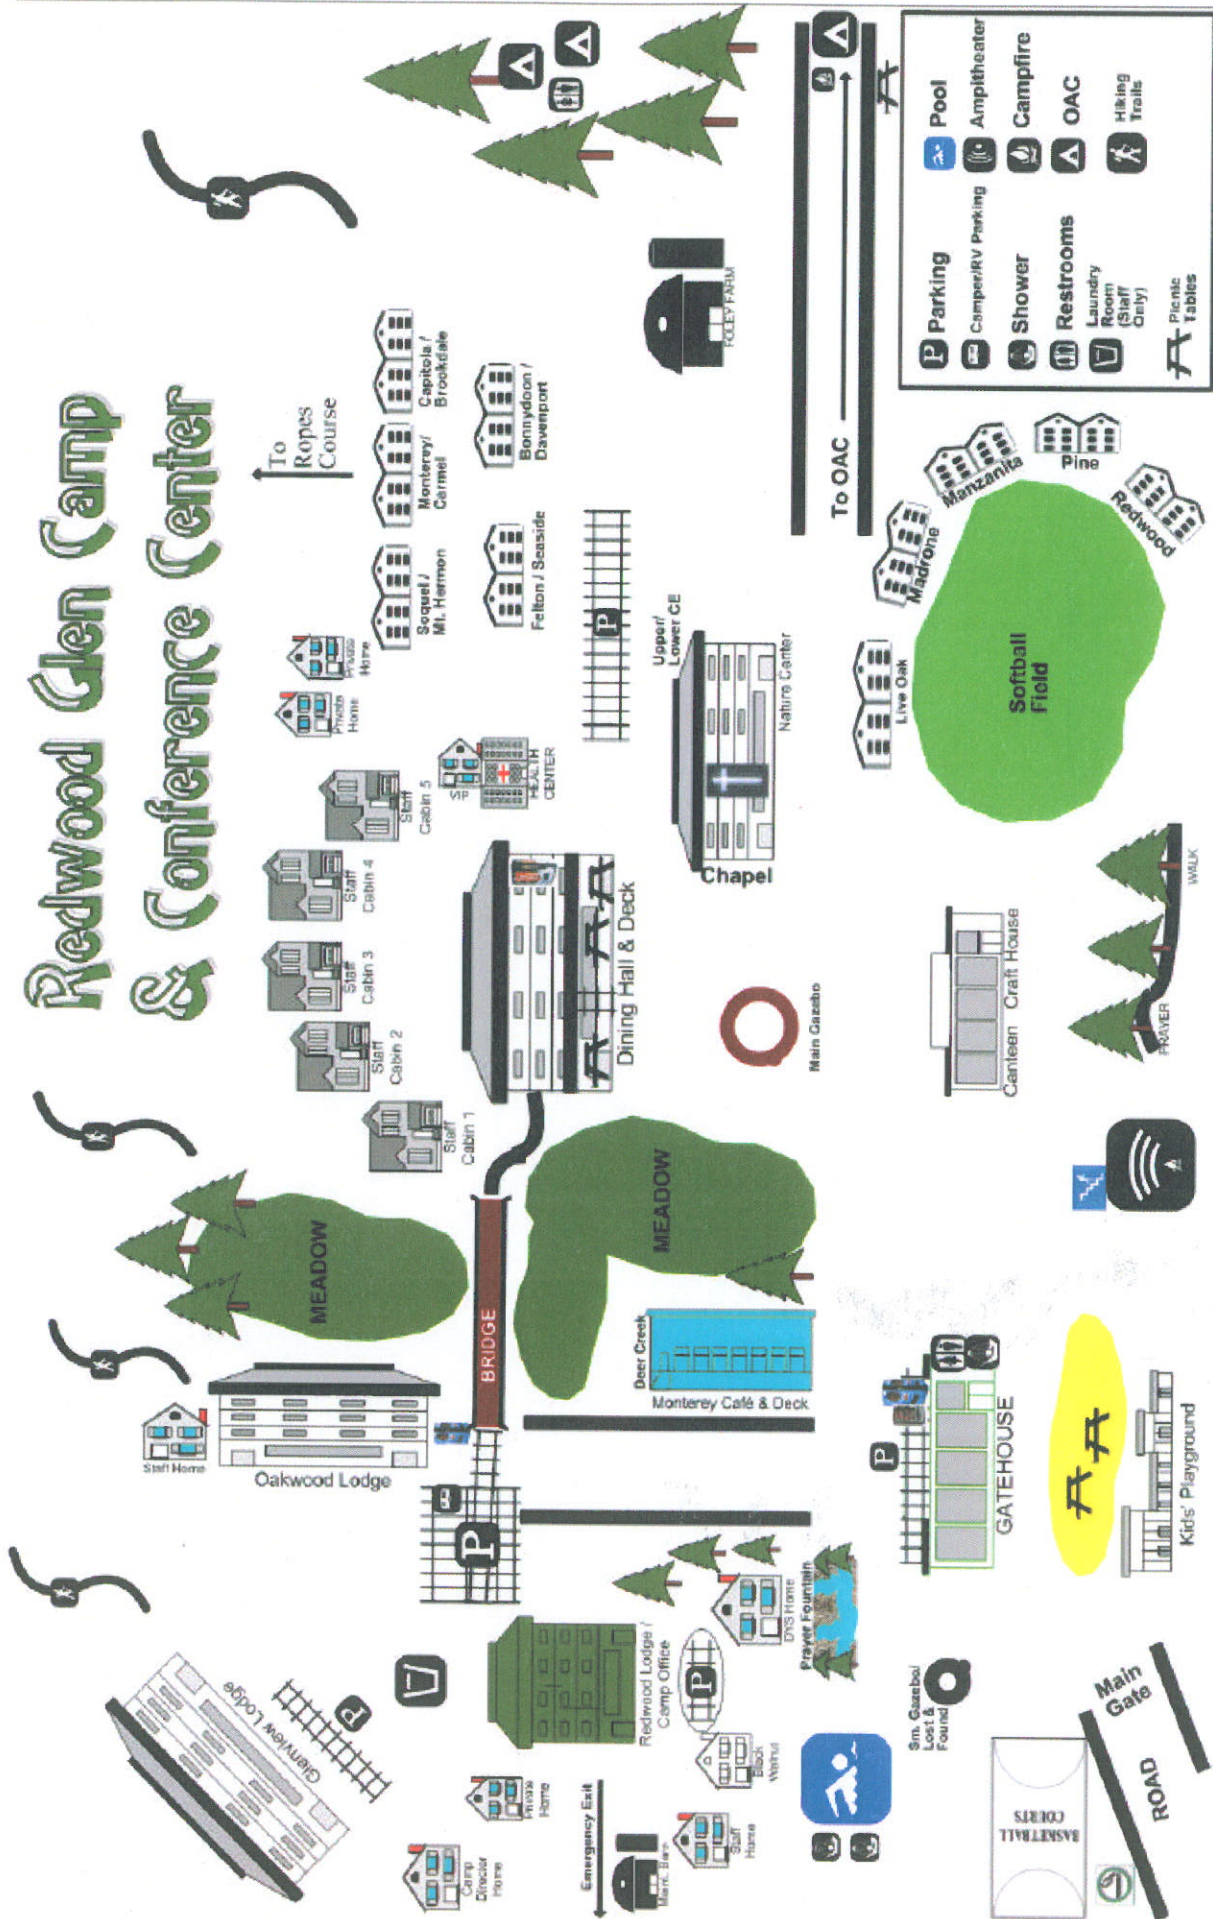 Redwood Glen Camp
& Conference Center
To
Ropes
Course
Private
Home
Private
Home
Soquel /
Mt. Hermon
Monterey/
Carmel
Capitola /
Brookdale
Felton / Seaside
Bonnydoon /
Davenport
FOLEY FARM
Staff
Cabin 1
Staff
Cabin 2
Staff
Cabin 3
Staff
Cabin 4
Staff
Cabin 5
VIP
HEALTH
CENTER
Dining Hall & Deck
P
Upper/
Lower CE
Chapel
Nature Center
Main Gazebo
To OAC
Live Oak
Madrone
Manzanita
Pine
Redwood
Softball
Field
Canteen Craft House
PRAYER
WALK
MEADOW
MEADOW
BRIDGE
Deer Creek
Monterey Café & Deck
Staff Home
Oakwood Lodge
P
Glenview Lodge
P
Redwood Lodge /
Camp Office
P
DYS Home
Prayer Fountain
Black
Walnut
Camp
Director
Home
Private
Home
Emergency Exit
Maint. Barn
Staff
Home
Sm. Gazebo/
Lost &
Found
P
GATEHOUSE
Kids' Playground
BASKETBALL
COURTS
ROAD
Main
Gate
P Parking
Camper/RV Parking
Shower
Restrooms
Laundry
Room
(Staff
Only)
Picnic
Tables
Pool
Ampitheater
Campfire
OAC
Hiking
Trails